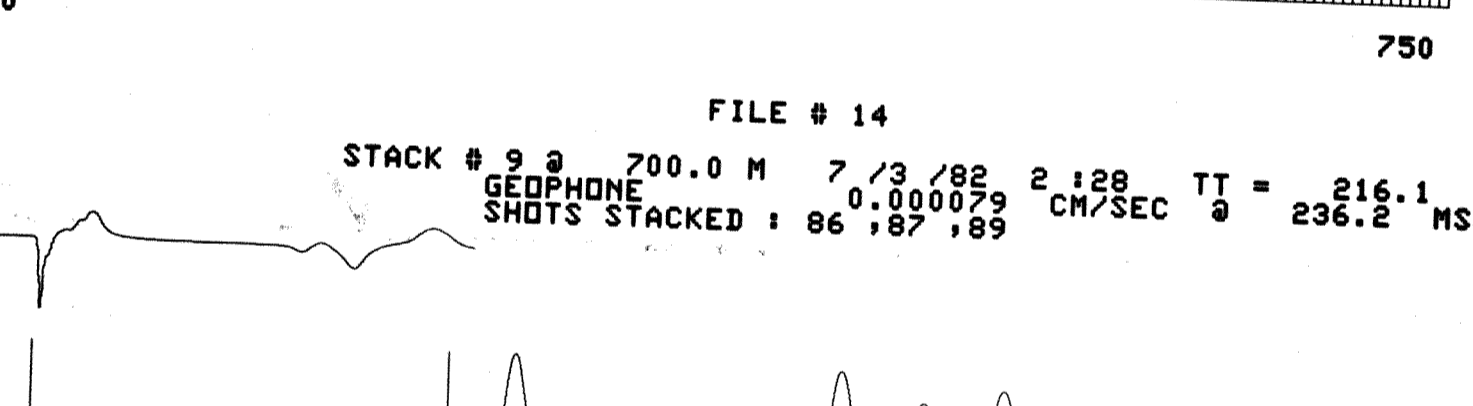 750
FILE # 14
STACK # 9 @ 700.0 M 7 /3 /82 2 :28 TT = 216.1
GEOPHONE 0.000079 CM/SEC @ 236.2 MS
SHOTS STACKED : 86 ,87 ,89